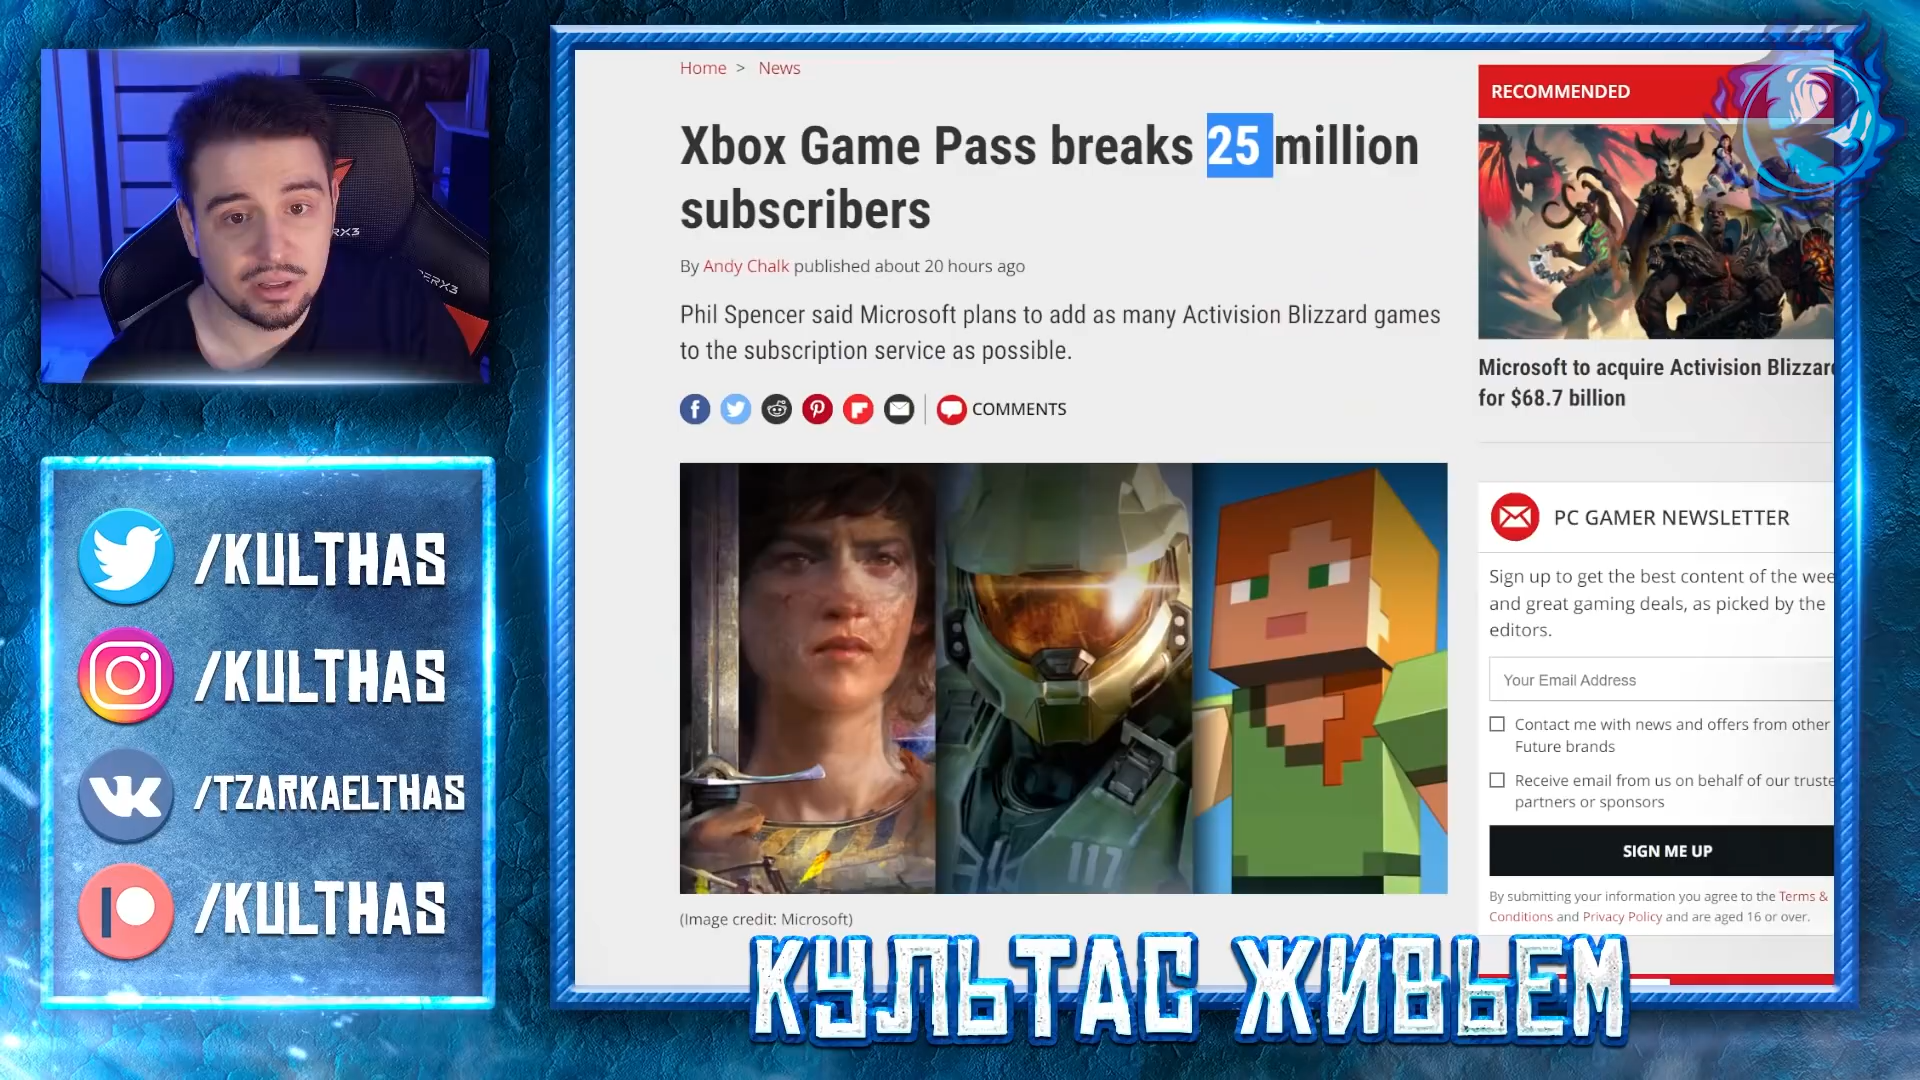 /KULTHAS
/KULTHAS
/TZARKAELTHAS
/KULTHAS
Home > News
Xbox Game Pass breaks 25 million
subscribers
By Andy Chalk published about 20 hours ago
Phil Spencer said Microsoft plans to add as many Activision Blizzard games
to the subscription service as possible.
COMMENTS
117
(Image credit: Microsoft)
RECOMMENDED
Microsoft to acquire Activision Blizzard
for $68.7 billion
PC GAMER NEWSLETTER
Sign up to get the best content of the wee
and great gaming deals, as picked by the
editors.
Your Email Address
Contact me with news and offers from other
Future brands
Receive email from us on behalf of our truste
partners or sponsors
SIGN ME UP
By submitting your information you agree to the Terms &
Conditions and Privacy Policy and are aged 16 or over.
КУЛЬТАС ЖИВЬЕМ